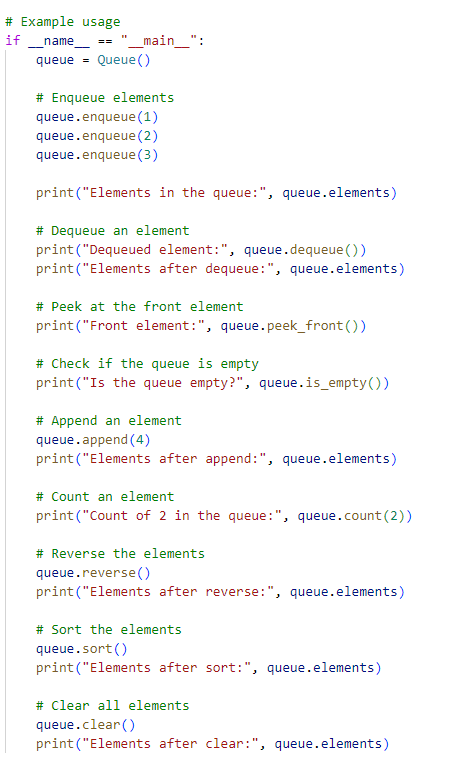 # Example usage
if __name__ == "__main__":
    queue = Queue()

    # Enqueue elements
    queue.enqueue(1)
    queue.enqueue(2)
    queue.enqueue(3)

    print("Elements in the queue:", queue.elements)

    # Dequeue an element
    print("Dequeued element:", queue.dequeue())
    print("Elements after dequeue:", queue.elements)

    # Peek at the front element
    print("Front element:", queue.peek_front())

    # Check if the queue is empty
    print("Is the queue empty?", queue.is_empty())

    # Append an element
    queue.append(4)
    print("Elements after append:", queue.elements)

    # Count an element
    print("Count of 2 in the queue:", queue.count(2))

    # Reverse the elements
    queue.reverse()
    print("Elements after reverse:", queue.elements)

    # Sort the elements
    queue.sort()
    print("Elements after sort:", queue.elements)

    # Clear all elements
    queue.clear()
    print("Elements after clear:", queue.elements)